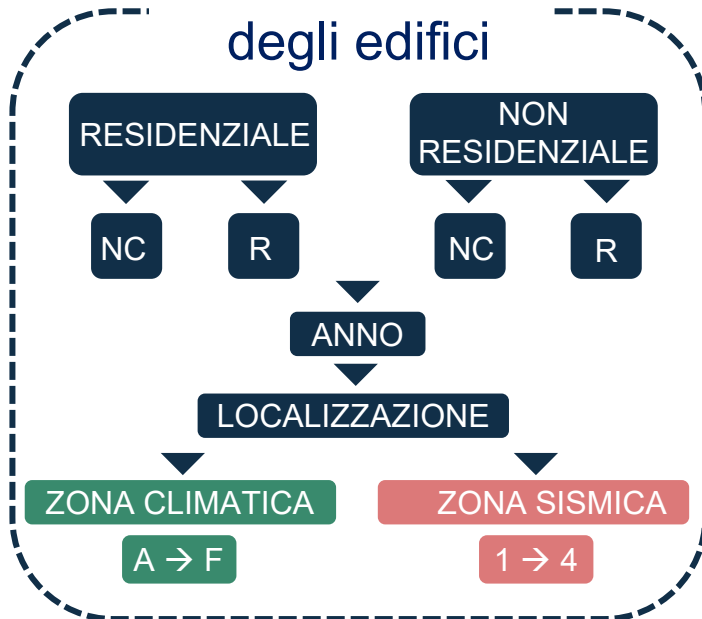 degli edifici
RESIDENZIALE
NON
RESIDENZIALE
NC
R
NC
R
ANNO
LOCALIZZAZIONE
ZONA CLIMATICA
ZONA SISMICA
A → F
1 → 4